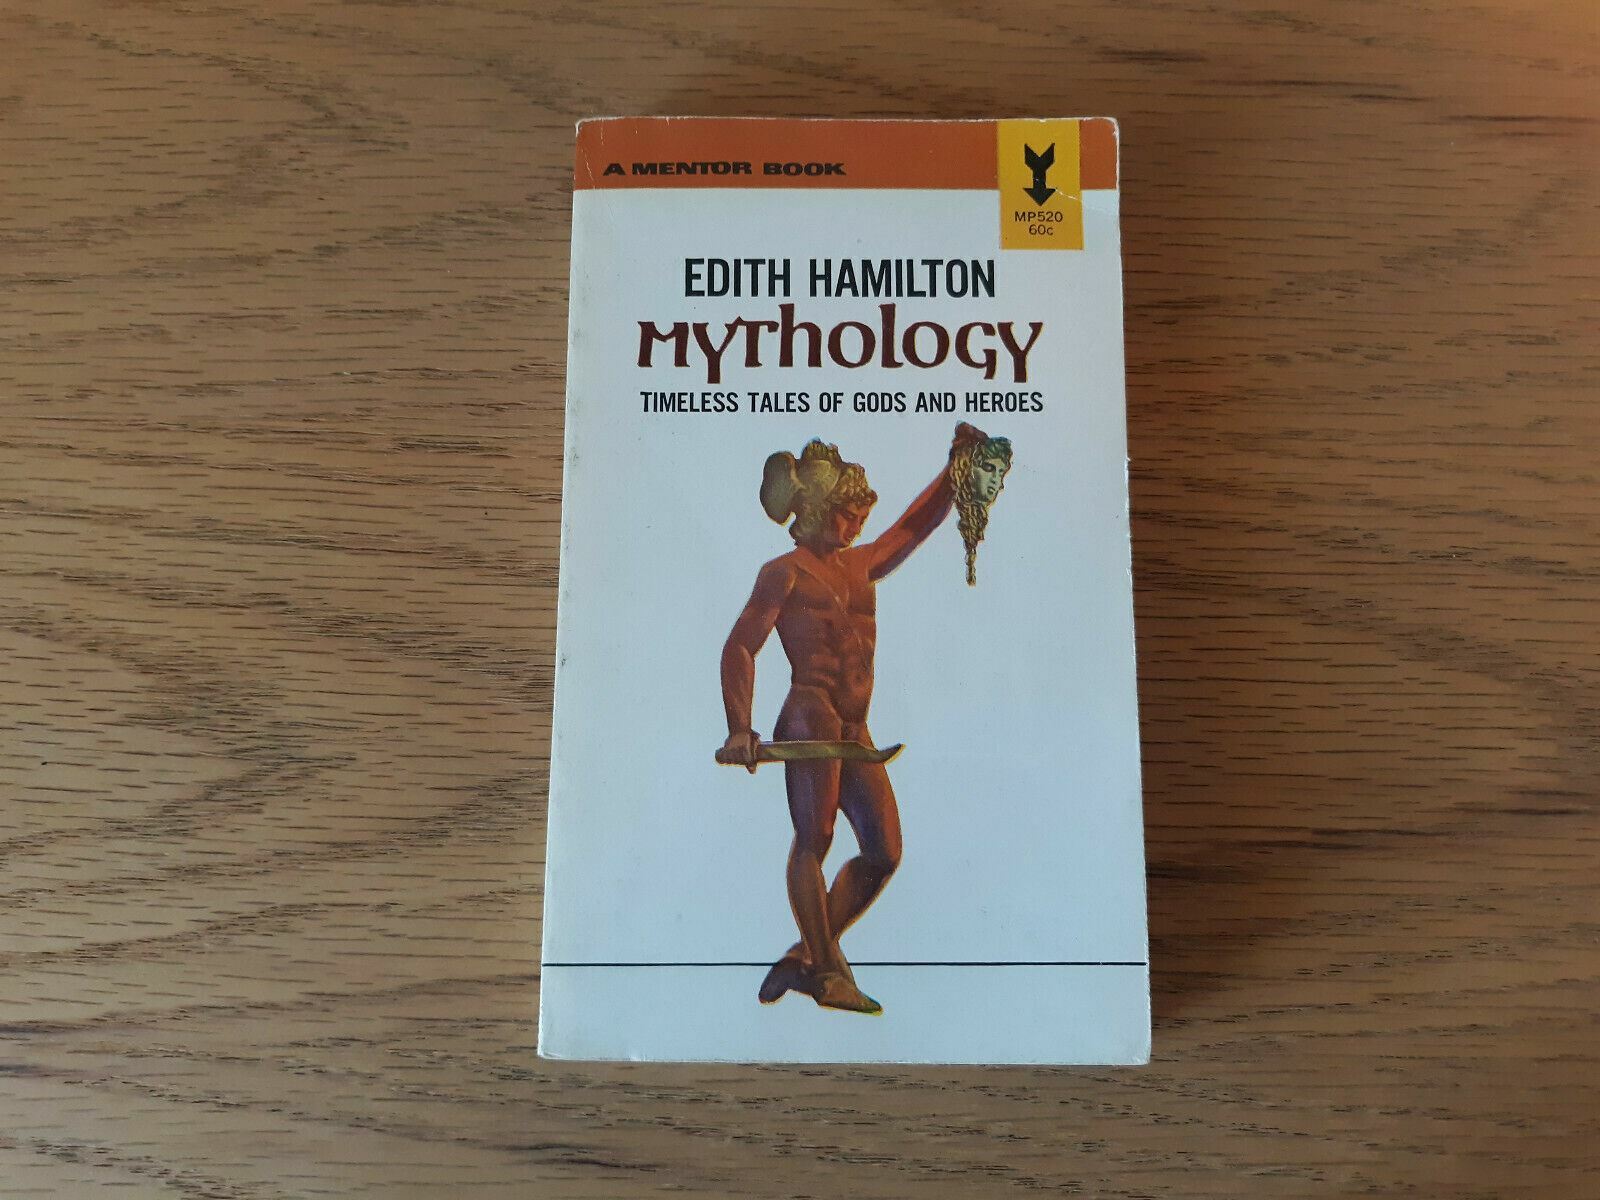 A MENTOR BOOK
MP520
60c
EDITH HAMILTON
Mythology
TIMELESS TALES OF GODS AND HEROES